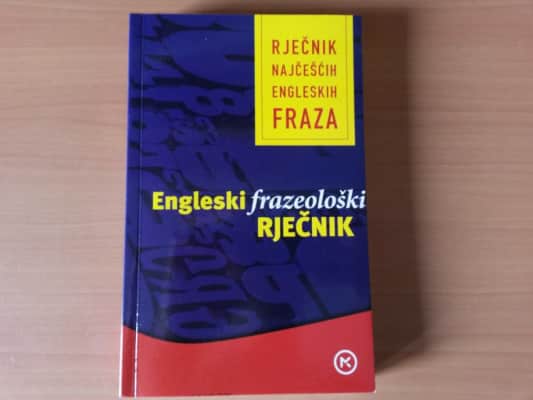 RJEČNIK
NAJČEŠĆIH
ENGLESKIH
FRAZA
Engleski frazeološki
RJEČNIK